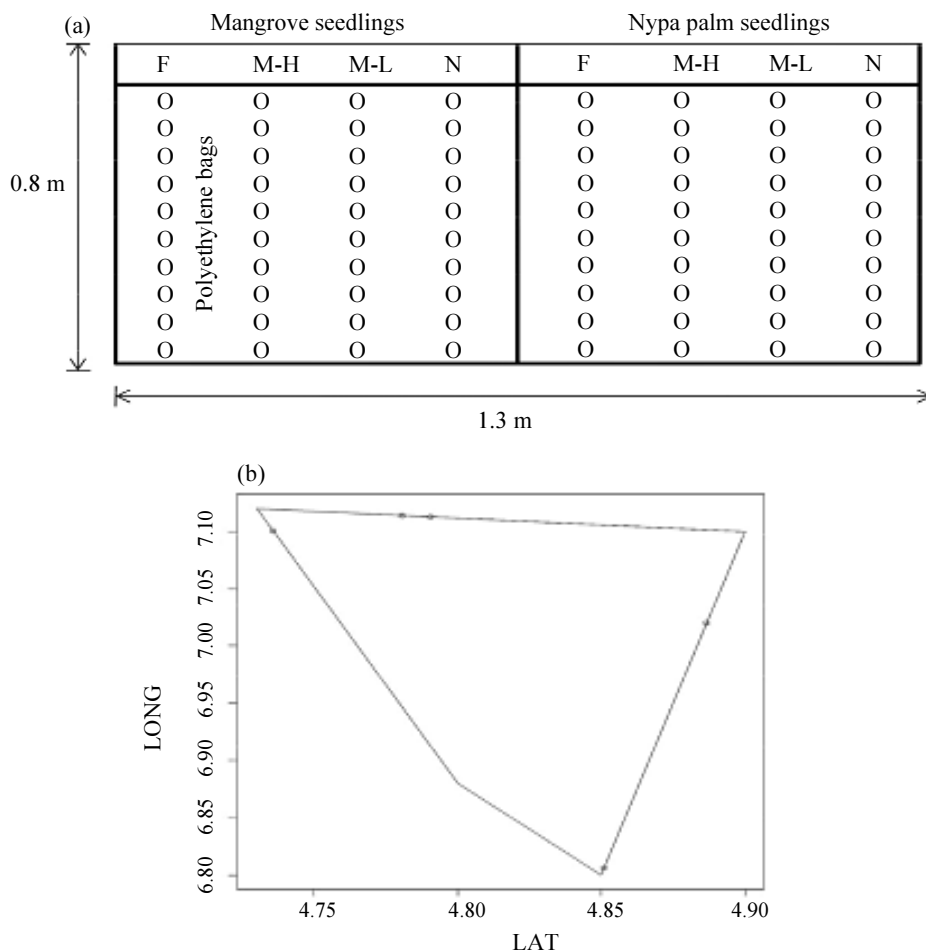 (a)
Mangrove seedlings Nypa palm seedlings
F M-H M-L N F M-H M-L N
O O O O O O O O
O O O O O O O O
O O O O O O O O
O O O O O O O O
O O O O O O O O
O O O O O O O O
O O O O O O O O
O O O O O O O O
O O O O O O O O
O O O O O O O O
Polyethylene bags
0.8 m
1.3 m
(b)
7.10
7.05
7.00
6.95
6.90
6.85
6.80
LONG
4.75 4.80 4.85 4.90
LAT